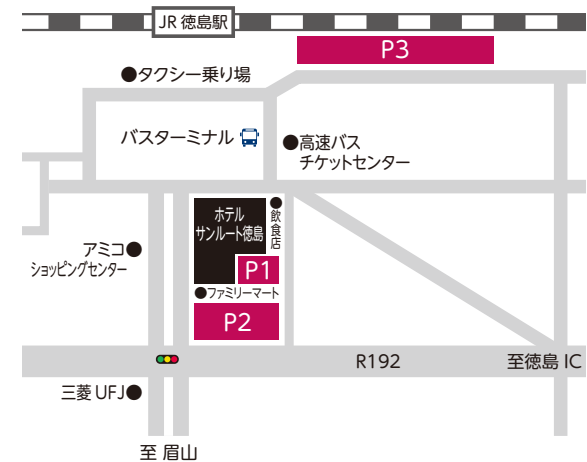 JR 徳島駅
P3
●タクシー乗り場
バスターミナル
●高速バス
チケットセンター
ホテル
サンルート徳島
●飲食店
アミコ●
ショッピングセンター
P1
●ファミリーマート
P2
R192
至徳島 IC
三菱 UFJ●
至 眉山